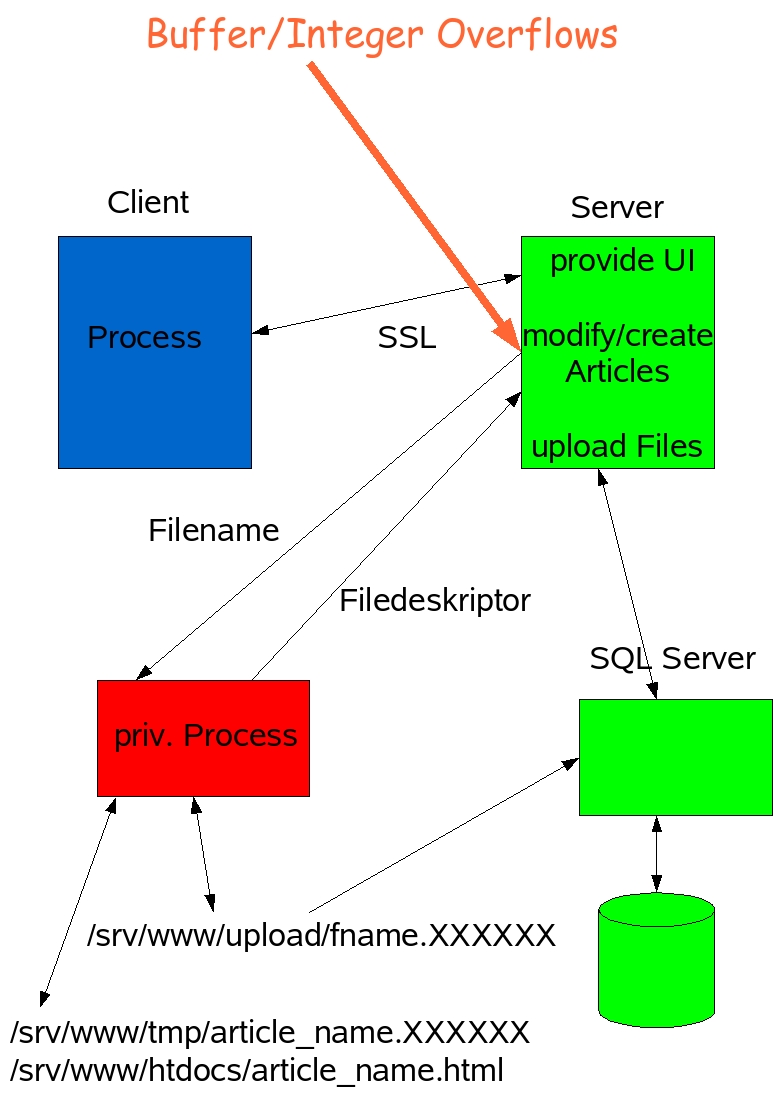 Buffer/Integer Overflows
Client
Server
provide UI
Process
SSL
modify/create
Articles
upload Files
Filename
Filedeskriptor
SQL Server
priv. Process
/srv/www/upload/fname.XXXXXX
/srv/www/tmp/article_name.XXXXXX
/srv/www/htdocs/article_name.html